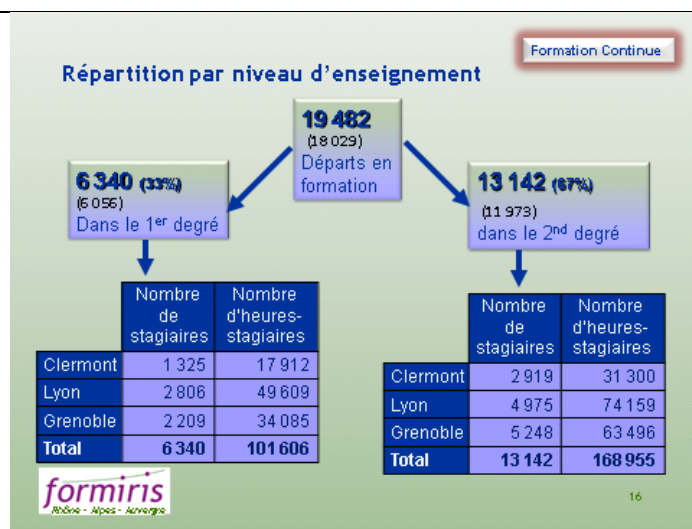 Formation Continue
Répartition par niveau d'enseignement
19 482
(18 029)
Départs en
formation
6 340 (33%)
(6 056)
Dans le 1er degré
13 142 (67%)
(11 973)
dans le 2nd degré
Nombre de stagiaires Nombre d'heures-stagiaires
Clermont 1 325 17 912
Lyon 2 806 49 609
Grenoble 2 209 34 085
Total 6 340 101 606
Nombre de stagiaires Nombre d'heures-stagiaires
Clermont 2 919 31 300
Lyon 4 975 74 159
Grenoble 5 248 63 496
Total 13 142 168 955
formiris
Rhône - Alpes - Auvergne
16